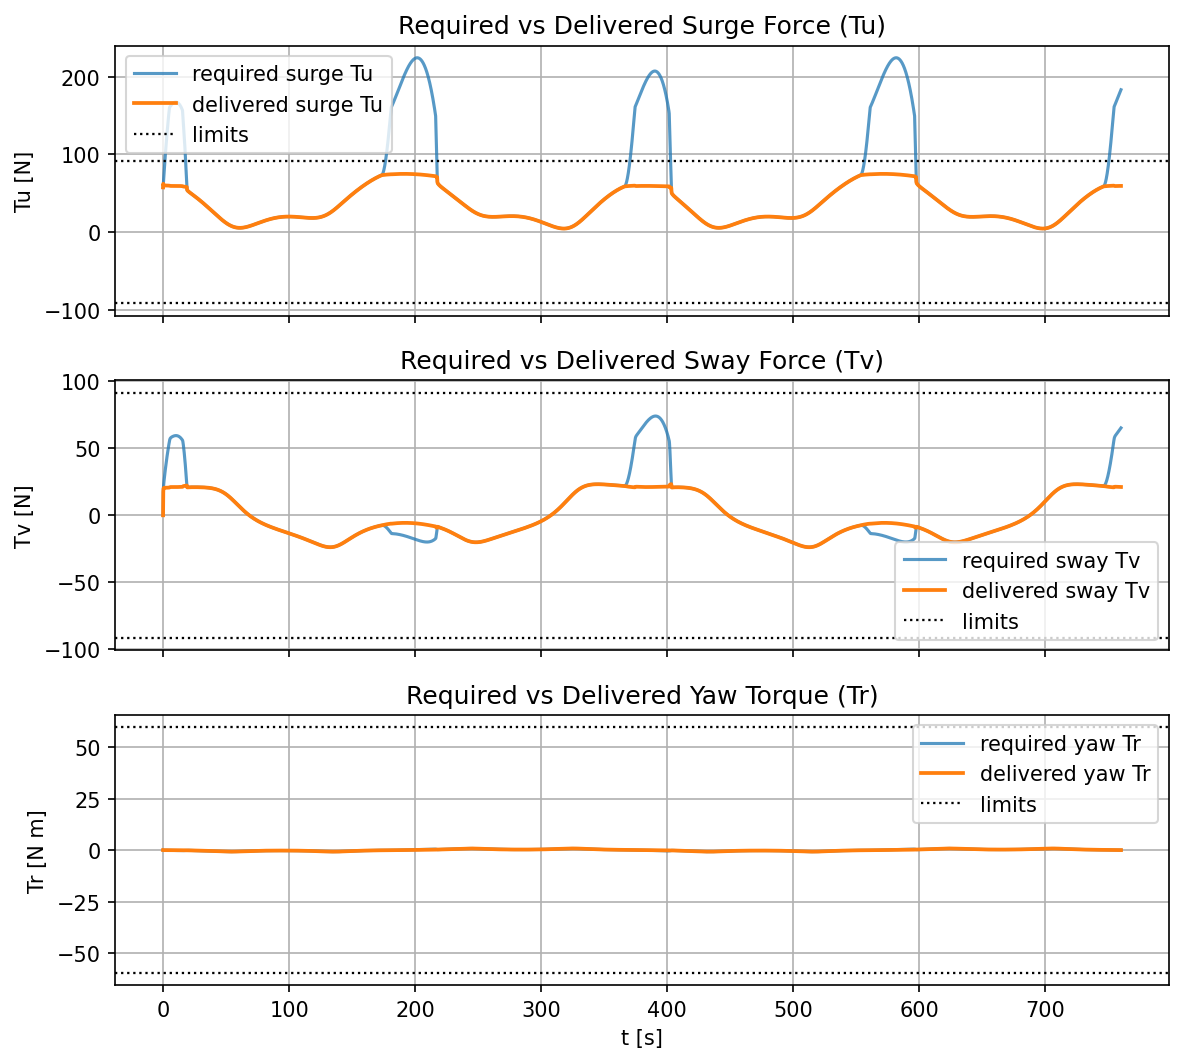 Required vs Delivered Surge Force (Tu)
required surge Tu
delivered surge Tu
limits
200
100
0
−100
Tu [N]
Required vs Delivered Sway Force (Tv)
100
50
0
−50
−100
Tv [N]
required sway Tv
delivered sway Tv
limits
Required vs Delivered Yaw Torque (Tr)
required yaw Tr
delivered yaw Tr
limits
50
25
0
−25
−50
Tr [N m]
0 100 200 300 400 500 600 700
t [s]